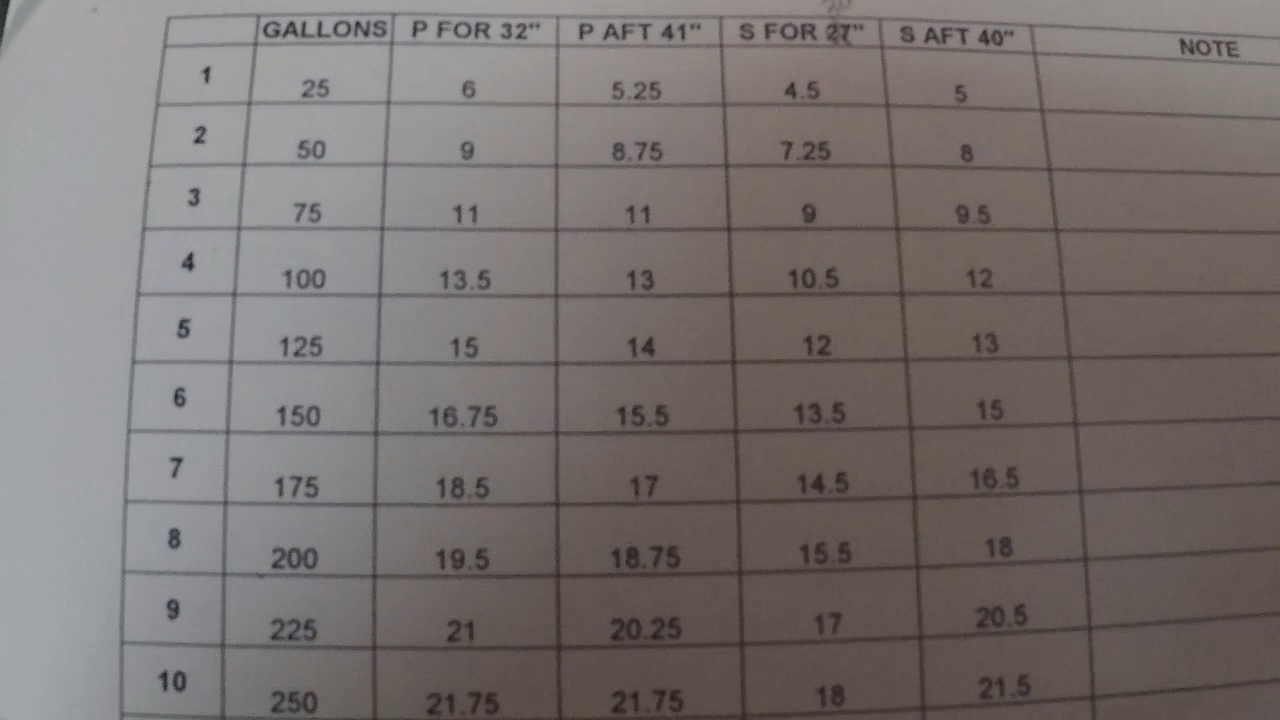 GALLONS P FOR 32" P AFT 41" S FOR 27" S AFT 40" NOTE
1 25 6 5.25 4.5 5
2 50 9 8.75 7.25 8
3 75 11 11 9 9.5
4 100 13.5 13 10.5 12
5 125 15 14 12 13
6 150 16.75 15.5 13.5 15
7 175 18.5 17 14.5 16.5
8 200 19.5 18.75 15.5 18
9 225 21 20.25 17 20.5
10 250 21.75 21.75 18 21.5